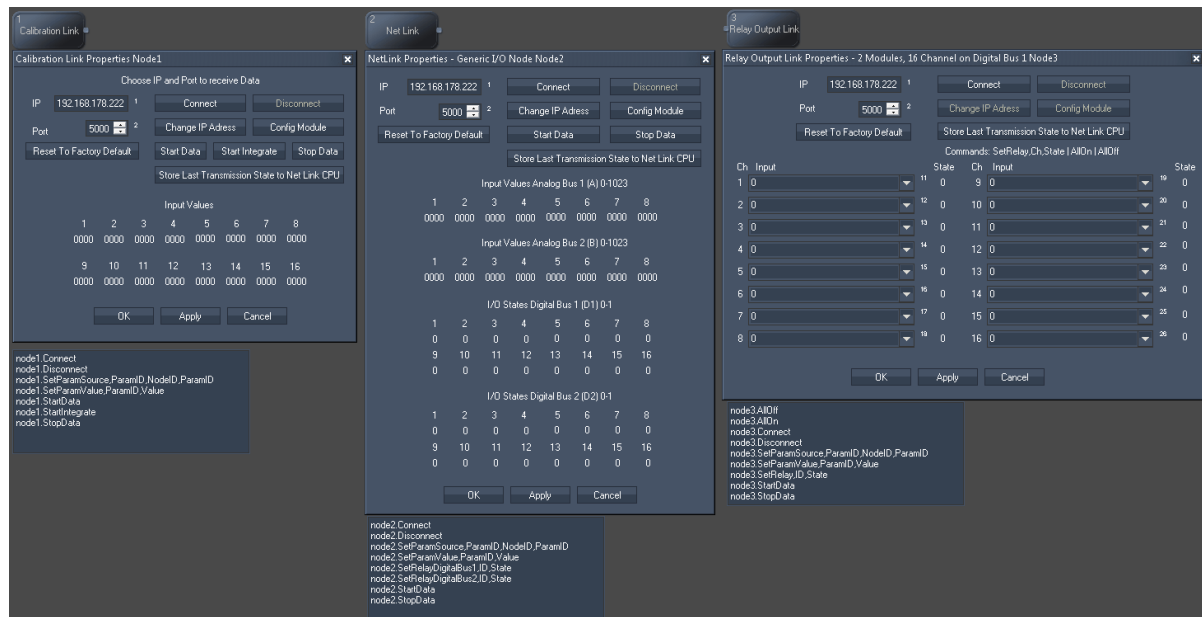 1
Calibration Link
Calibration Link Properties Node1
Choose IP and Port to receive Data
IP 192.168.178.222 1 Connect Disconnect
Port 5000 2 Change IP Adress Config Module
Reset To Factory Default Start Data Start Integrate Stop Data
Store Last Transmission State to Net Link CPU
Input Values
1 2 3 4 5 6 7 8
0000 0000 0000 0000 0000 0000 0000 0000
9 10 11 12 13 14 15 16
0000 0000 0000 0000 0000 0000 0000 0000
OK Apply Cancel
node1.Connect
node1.Disconnect
node1.SetParamSource,ParamID,NodeID,ParamID
node1.SetParamValue,ParamID,Value
node1.StartData
node1.StartIntegrate
node1.StopData
2
Net Link
NetLink Properties - Generic I/O Node Node2
IP 192.168.178.222 1 Connect Disconnect
Port 5000 2 Change IP Adress Config Module
Reset To Factory Default Start Data Stop Data
Store Last Transmission State to Net Link CPU
Input Values Analog Bus 1 (A) 0-1023
1 2 3 4 5 6 7 8
0000 0000 0000 0000 0000 0000 0000 0000
Input Values Analog Bus 2 (B) 0-1023
1 2 3 4 5 6 7 8
0000 0000 0000 0000 0000 0000 0000 0000
I/O States Digital Bus 1 (D1) 0-1
1 2 3 4 5 6 7 8
0 0 0 0 0 0 0 0
9 10 11 12 13 14 15 16
0 0 0 0 0 0 0 0
I/O States Digital Bus 2 (D2) 0-1
1 2 3 4 5 6 7 8
0 0 0 0 0 0 0 0
9 10 11 12 13 14 15 16
0 0 0 0 0 0 0 0
OK Apply Cancel
node2.Connect
node2.Disconnect
node2.SetParamSource,ParamID,NodeID,ParamID
node2.SetParamValue,ParamID,Value
node2.SetRelayDigitalBus1,ID,State
node2.SetRelayDigitalBus2,ID,State
node2.StartData
node2.StopData
3
Relay Output Link
Relay Output Link Properties - 2 Modules, 16 Channel on Digital Bus 1 Node3
IP 192.168.178.222 1 Connect Disconnect
Port 5000 2 Change IP Adress Config Module
Reset To Factory Default Store Last Transmission State to Net Link CPU
Commands: SetRelay,Ch,State | AllOn | AllOff
Ch Input State Ch Input State
1 0 11 0 9 0 19 0
2 0 12 0 10 0 20 0
3 0 13 0 11 0 21 0
4 0 14 0 12 0 22 0
5 0 15 0 13 0 23 0
6 0 16 0 14 0 24 0
7 0 17 0 15 0 25 0
8 0 18 0 16 0 26 0
OK Apply Cancel
node3.AllOff
node3.AllOn
node3.Connect
node3.Disconnect
node3.SetParamSource,ParamID,NodeID,ParamID
node3.SetParamValue,ParamID,Value
node3.SetRelay,ID,State
node3.StartData
node3.StopData